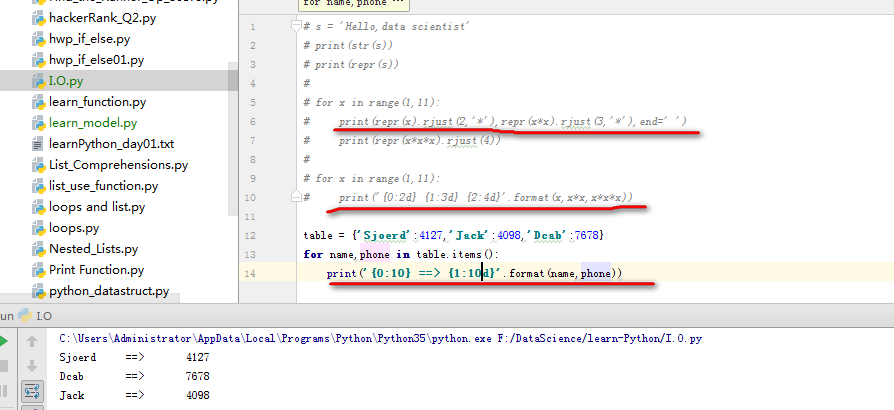 for name,phone ...
hackerRank_Q2.py
hwp_if_else.py
hwp_if_else01.py
I.O.py
learn_function.py
learn_model.py
learnPython_day01.txt
List_Comprehensions.py
list_use_function.py
loops and list.py
loops.py
Nested_Lists.py
Print Function.py
python_datastruct.py
1 # s = 'Hello,data scientist'
2 # print(str(s))
3 # print(repr(s))
4 #
5 # for x in range(1,11):
6 #     print(repr(x).rjust(2,'*'),repr(x*x).rjust(3,'*'),end=' ')
7 #     print(repr(x*x*x).rjust(4))
8 #
9 # for x in range(1,11):
10 #     print('{0:2d} {1:3d} {2:4d}'.format(x,x*x,x*x*x))
11
12 table = {'Sjoerd':4127,'Jack':4098,'Dcab':7678}
13 for name,phone in table.items():
14     print('{0:10} ==> {1:10d}'.format(name,phone))
un I.O
C:\Users\Administrator\AppData\Local\Programs\Python\Python35\python.exe F:/DataScience/learn-Python/I.O.py
Sjoerd     ==>       4127
Dcab       ==>       7678
Jack       ==>       4098